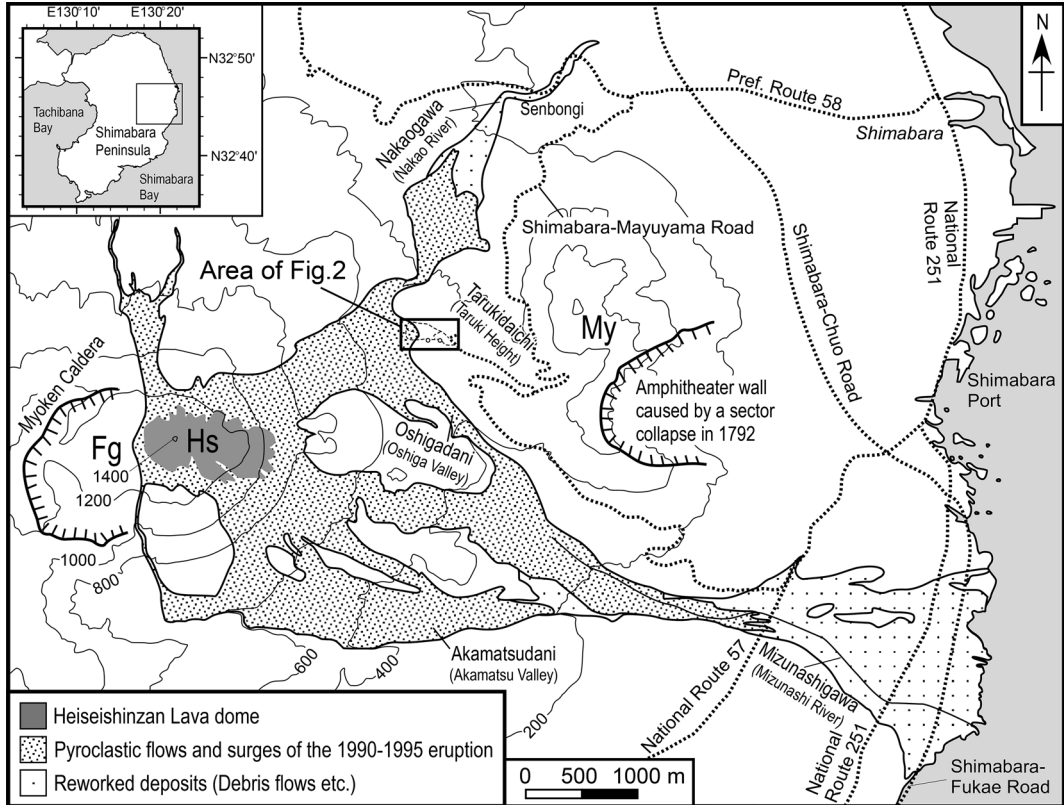 E130°10'
E130°20'
N32°50'
N32°40'
Tachibana
Bay
Shimabara
Peninsula
Shimabara
Bay
N
Nakaogawa
(Nakao River)
Senbongi
Pref. Route 58
Shimabara
National
Route 251
Shimabara-Mayuyama Road
Area of Fig.2
Tarukidaichi
(Taruki Height)
My
Shimabara-Chuo Road
Myoken Caldera
Amphitheater wall
caused by a sector
collapse in 1792
Shimabara
Port
Fg
Hs
Oshigadani
(Oshiga Valley)
1400
1200
1000
800
600
400
200
Akamatsudani
(Akamatsu Valley)
National Route 57
Mizunashigawa
(Mizunashi River)
National
Route 251
Shimabara-
Fukae Road
Heiseishinzan Lava dome
Pyroclastic flows and surges of the 1990-1995 eruption
Reworked deposits (Debris flows etc.)
0 500 1000 m